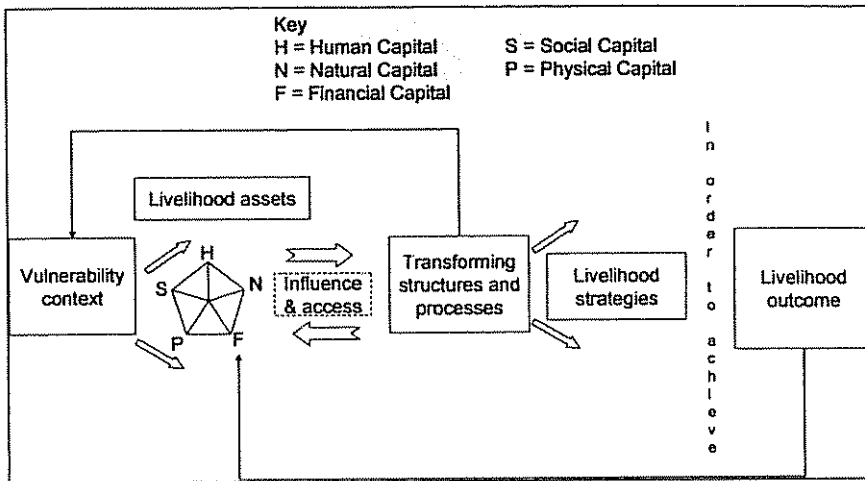 Key
H = Human Capital
S = Social Capital
N = Natural Capital
P = Physical Capital
F = Financial Capital
Livelihood assets
Vulnerability
context
H
S
N
P
F
Influence
& access
Transforming
structures and
processes
Livelihood
strategies
In order to achieve
Livelihood
outcome